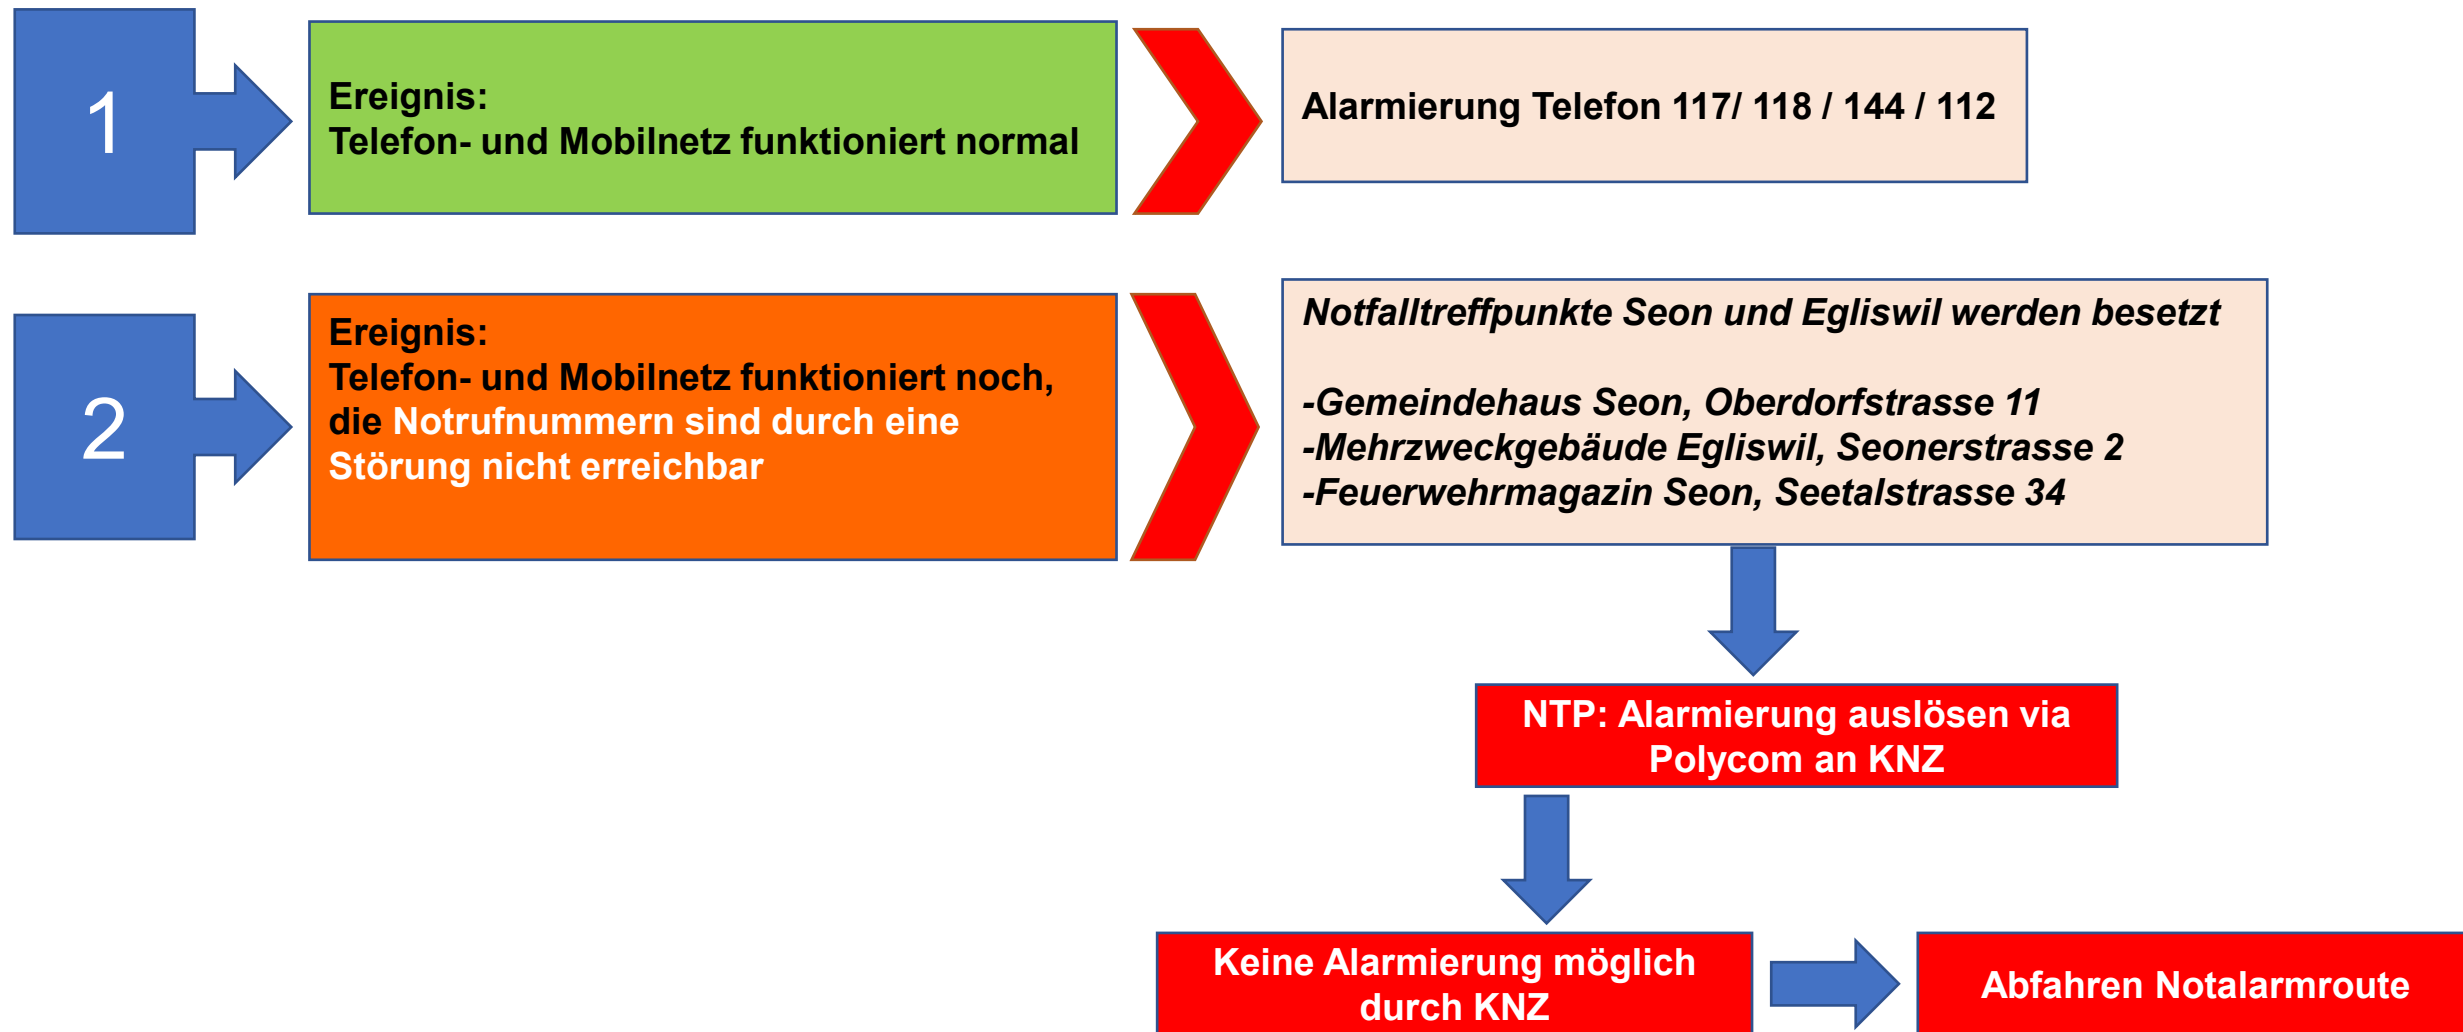 1
Ereignis:
Telefon- und Mobilnetz funktioniert normal
Alarmierung Telefon 117/ 118 / 144 / 112
2
Ereignis:
Telefon- und Mobilnetz funktioniert noch,
die Notrufnummern sind durch eine
Störung nicht erreichbar
Notfalltreffpunkte Seon und Egliswil werden besetzt
-Gemeindehaus Seon, Oberdorfstrasse 11
-Mehrzweckgebäude Egliswil, Seonerstrasse 2
-Feuerwehrmagazin Seon, Seetalstrasse 34
NTP: Alarmierung auslösen via
Polycom an KNZ
Keine Alarmierung möglich
durch KNZ
Abfahren Notalarmroute